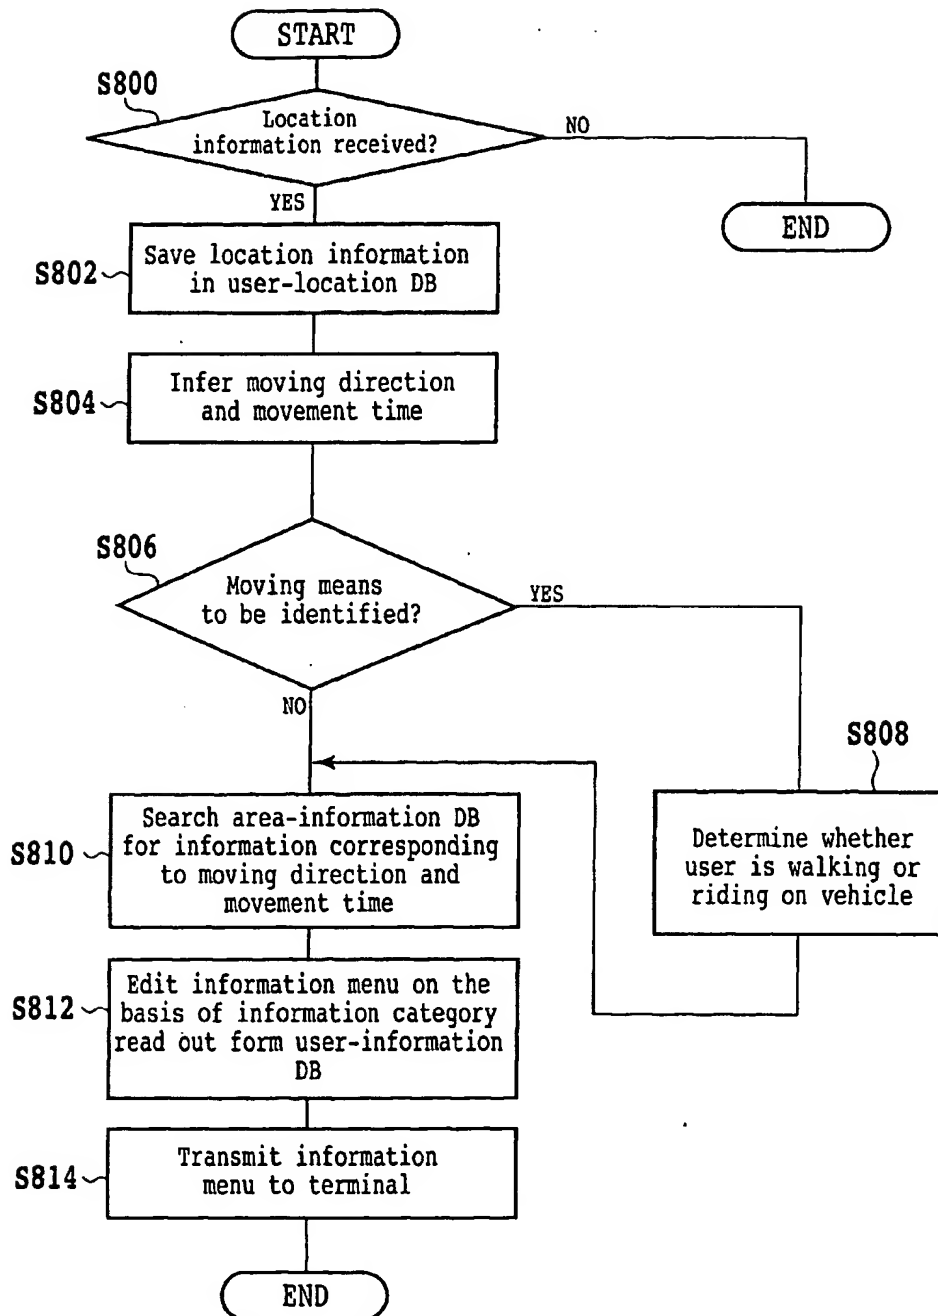 START
S800
Location
information received?
NO
YES
END
S802
Save location information
in user-location DB
S804
Infer moving direction
and movement time
S806
Moving means
to be identified?
YES
NO
S808
Determine whether
user is walking or
riding on vehicle
S810
Search area-information DB
for information corresponding
to moving direction and
movement time
S812
Edit information menu on the
basis of information category
read out form user-information
DB
S814
Transmit information
menu to terminal
END